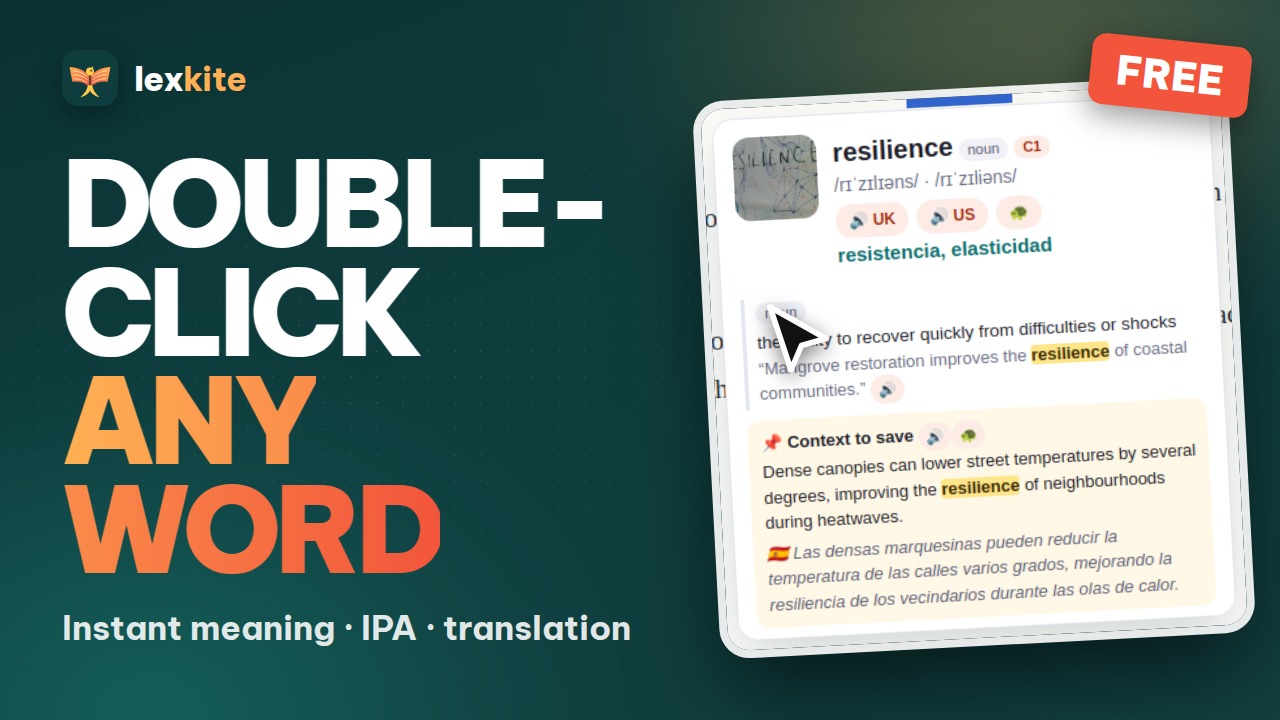 lexkite
FREE
DOUBLE-
CLICK
ANY
WORD
Instant meaning · IPA · translation
SILIENCE
resilience noun C1
/rɪˈzɪlɪəns/ · /rɪˈzɪliəns/
🔊 UK 🔊 US 🐢
resistencia, elasticidad
noun
to recover quickly from difficulties or shocks
“Mangrove restoration improves the resilience of coastal
communities.” 🔊
📌 Context to save 🔊 🐢
Dense canopies can lower street temperatures by several
degrees, improving the resilience of neighbourhoods
during heatwaves.
🇪🇸 Las densas marquesinas pueden reducir la
temperatura de las calles varios grados, mejorando la
resiliencia de los vecindarios durante las olas de calor.